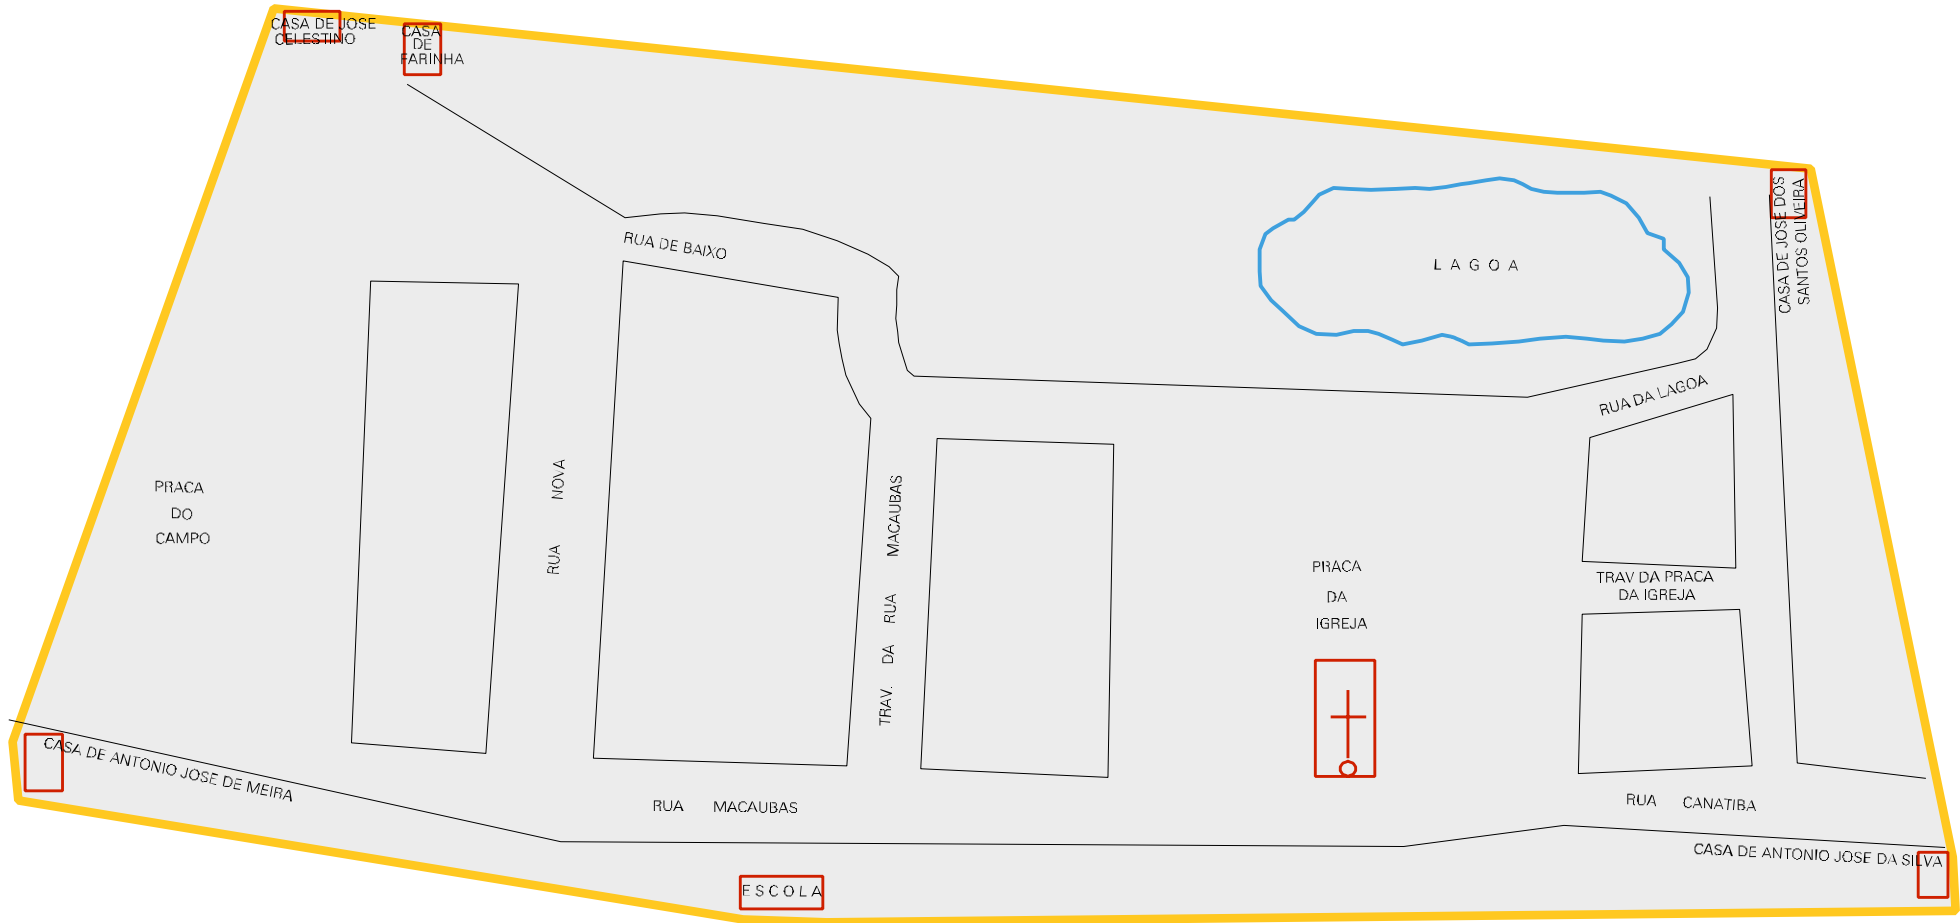 CASA DE JOSE
CELESTINO
CASA
DE
FARINHA
CASA DE JOSE DOS
SANTOS OLIVEIRA
RUA DE BAIXO
L A G O A
RUA DA LAGOA
PRACA
DO
CAMPO
RUA NOVA
TRAV. DA RUA MACAUBAS
PRACA
DA
IGREJA
TRAV DA PRACA
DA IGREJA
CASA DE ANTONIO JOSE DE MEIRA
RUA MACAUBAS
RUA CANATIBA
CASA DE ANTONIO JOSE DA SILVA
E S C O L A